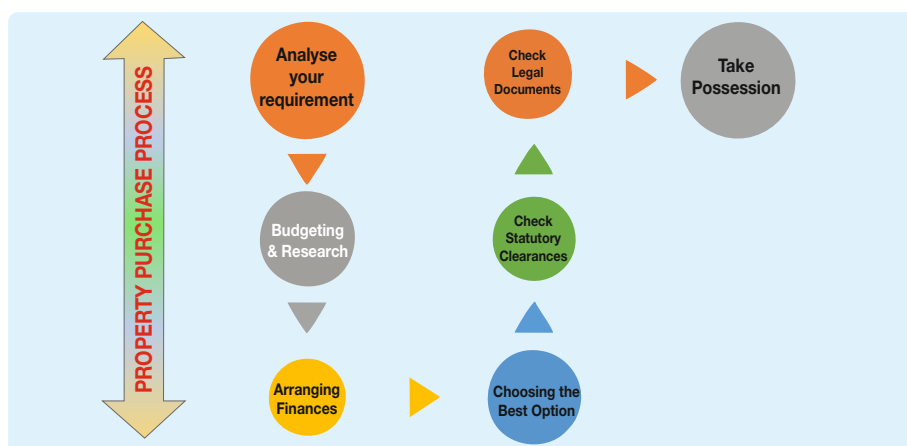 PROPERTY PURCHASE PROCESS
Analyse
your
requirement
Budgeting
& Research
Arranging
Finances
Choosing the
Best Option
Check
Statutory
Clearances
Check
Legal
Documents
Take
Possession